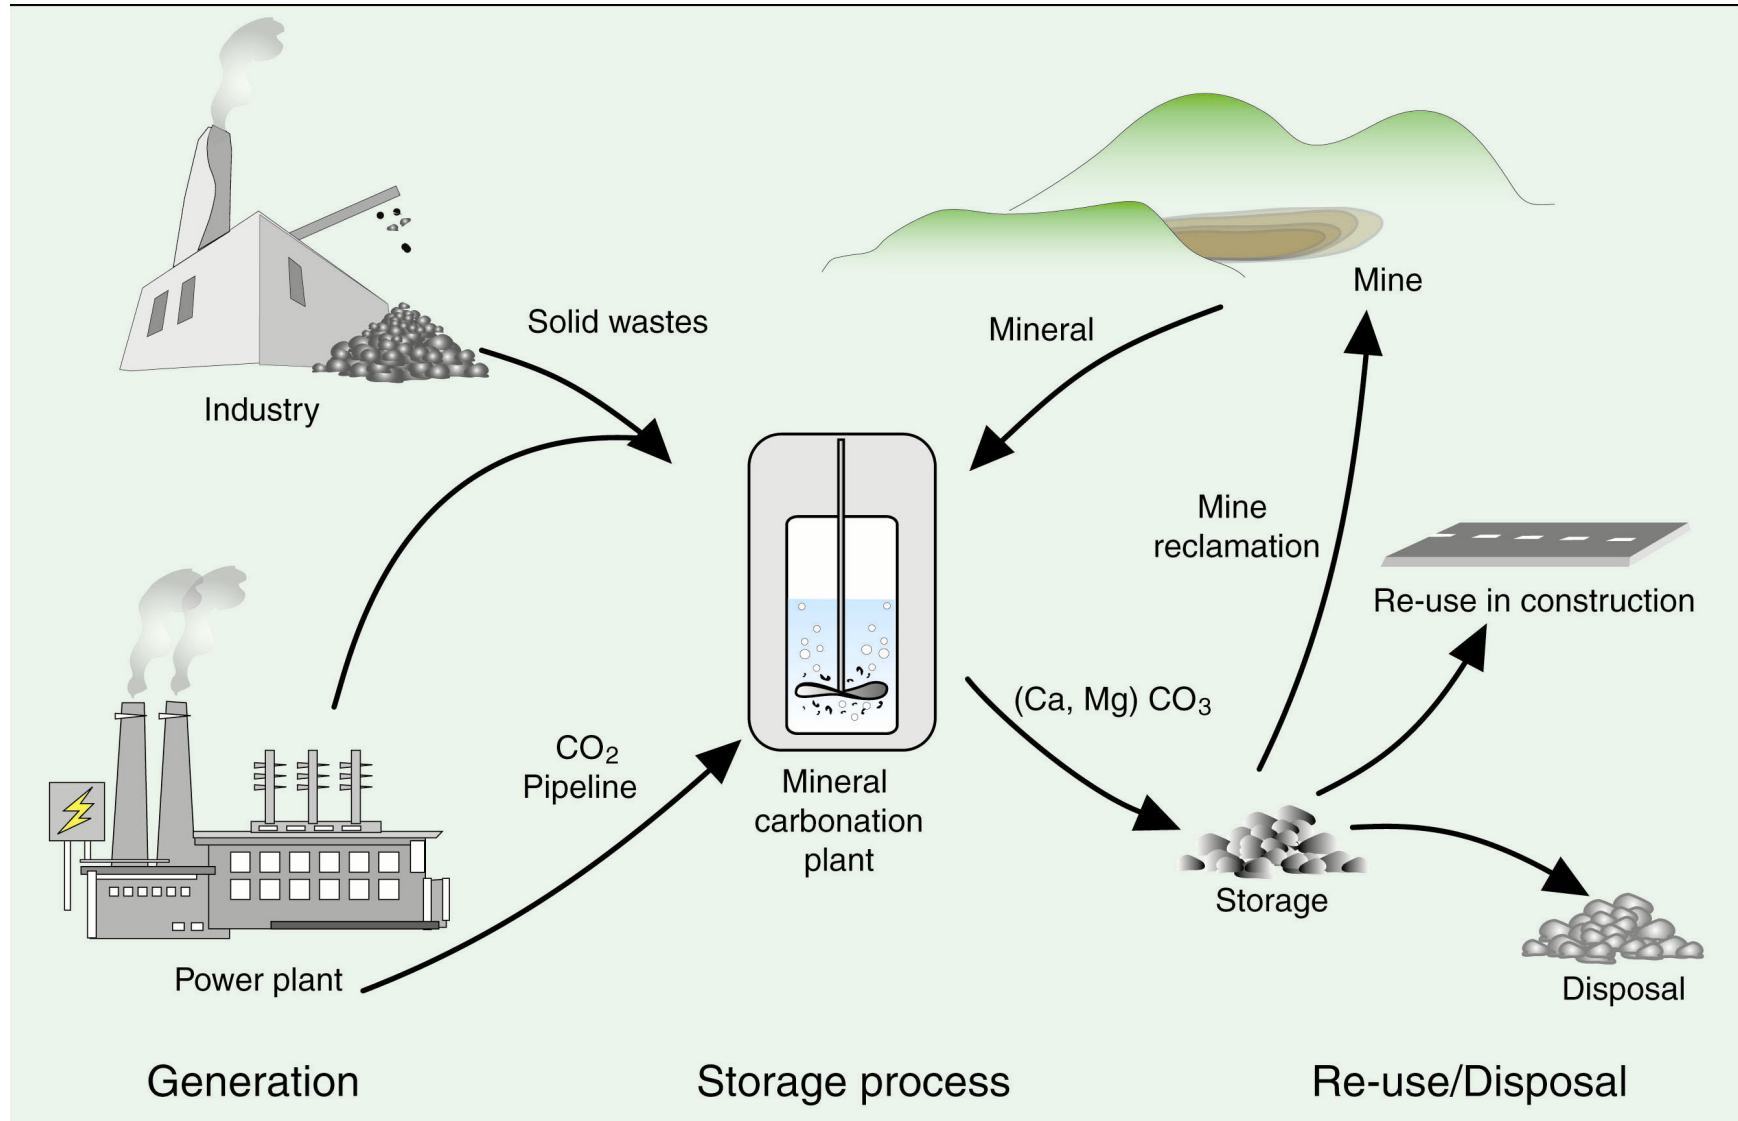 Solid wastes
Industry
Mine
Mineral
Mine
reclamation
Re-use in construction
(Ca, Mg) CO₃
CO₂
Pipeline
Mineral
carbonation
plant
Storage
Power plant
Disposal
Generation
Storage process
Re-use/Disposal